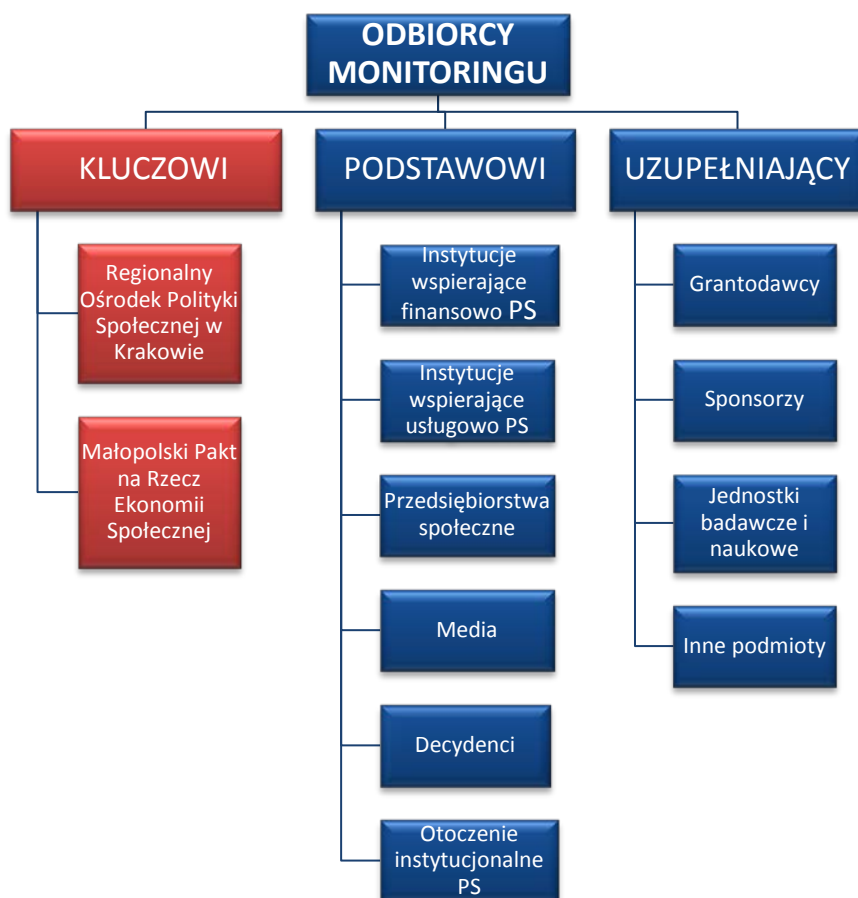 ODBIORCY
MONITORINGU
KLUCZOWI
Regionalny
Ośrodek Polityki
Społecznej w
Krakowie
Małopolski Pakt
na Rzecz
Ekonomii
Społecznej
PODSTAWOWI
Instytucje
wspierające
finansowo PS
Instytucje
wspierające
usługowo PS
Przedsiębiorstwa
społeczne
Media
Decydenci
Otoczenie
instytucjonalne
PS
UZUPEŁNIAJĄCY
Grantodawcy
Sponsorzy
Jednostki
badawcze i
naukowe
Inne podmioty